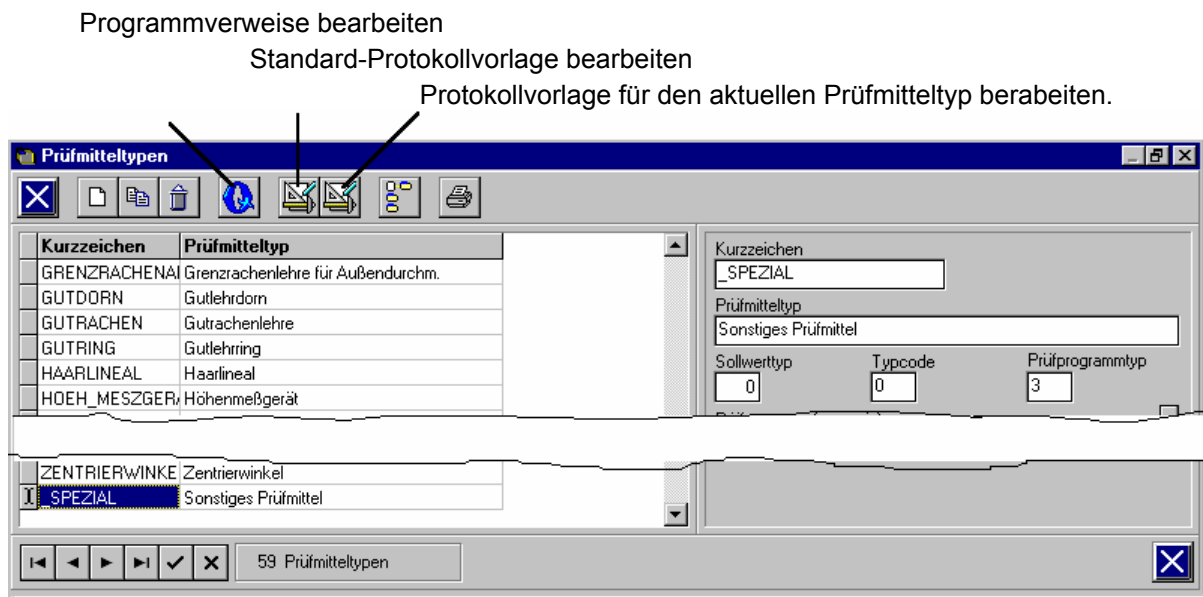 Programmverweise bearbeiten
Standard-Protokollvorlage bearbeiten
Protokollvorlage für den aktuellen Prüfmitteltyp berabeiten.
Prüfmitteltypen
Kurzzeichen Prüfmitteltyp
GRENZRACHENAI Grenzrachenlehre für Außendurchm.
GUTDORN Gutlehrdorn
GUTRACHEN Gutrachenlehre
GUTRING Gutlehrring
HAARLINEAL Haarlineal
HOEH_MESZGER Höhenmeßgerät
ZENTRIERWINKE Zentrierwinkel
_SPEZIAL Sonstiges Prüfmittel
Kurzzeichen
_SPEZIAL
Prüfmitteltyp
Sonstiges Prüfmittel
Sollwerttyp Typcode Prüfprogrammtyp
0 0 3
59 Prüfmitteltypen